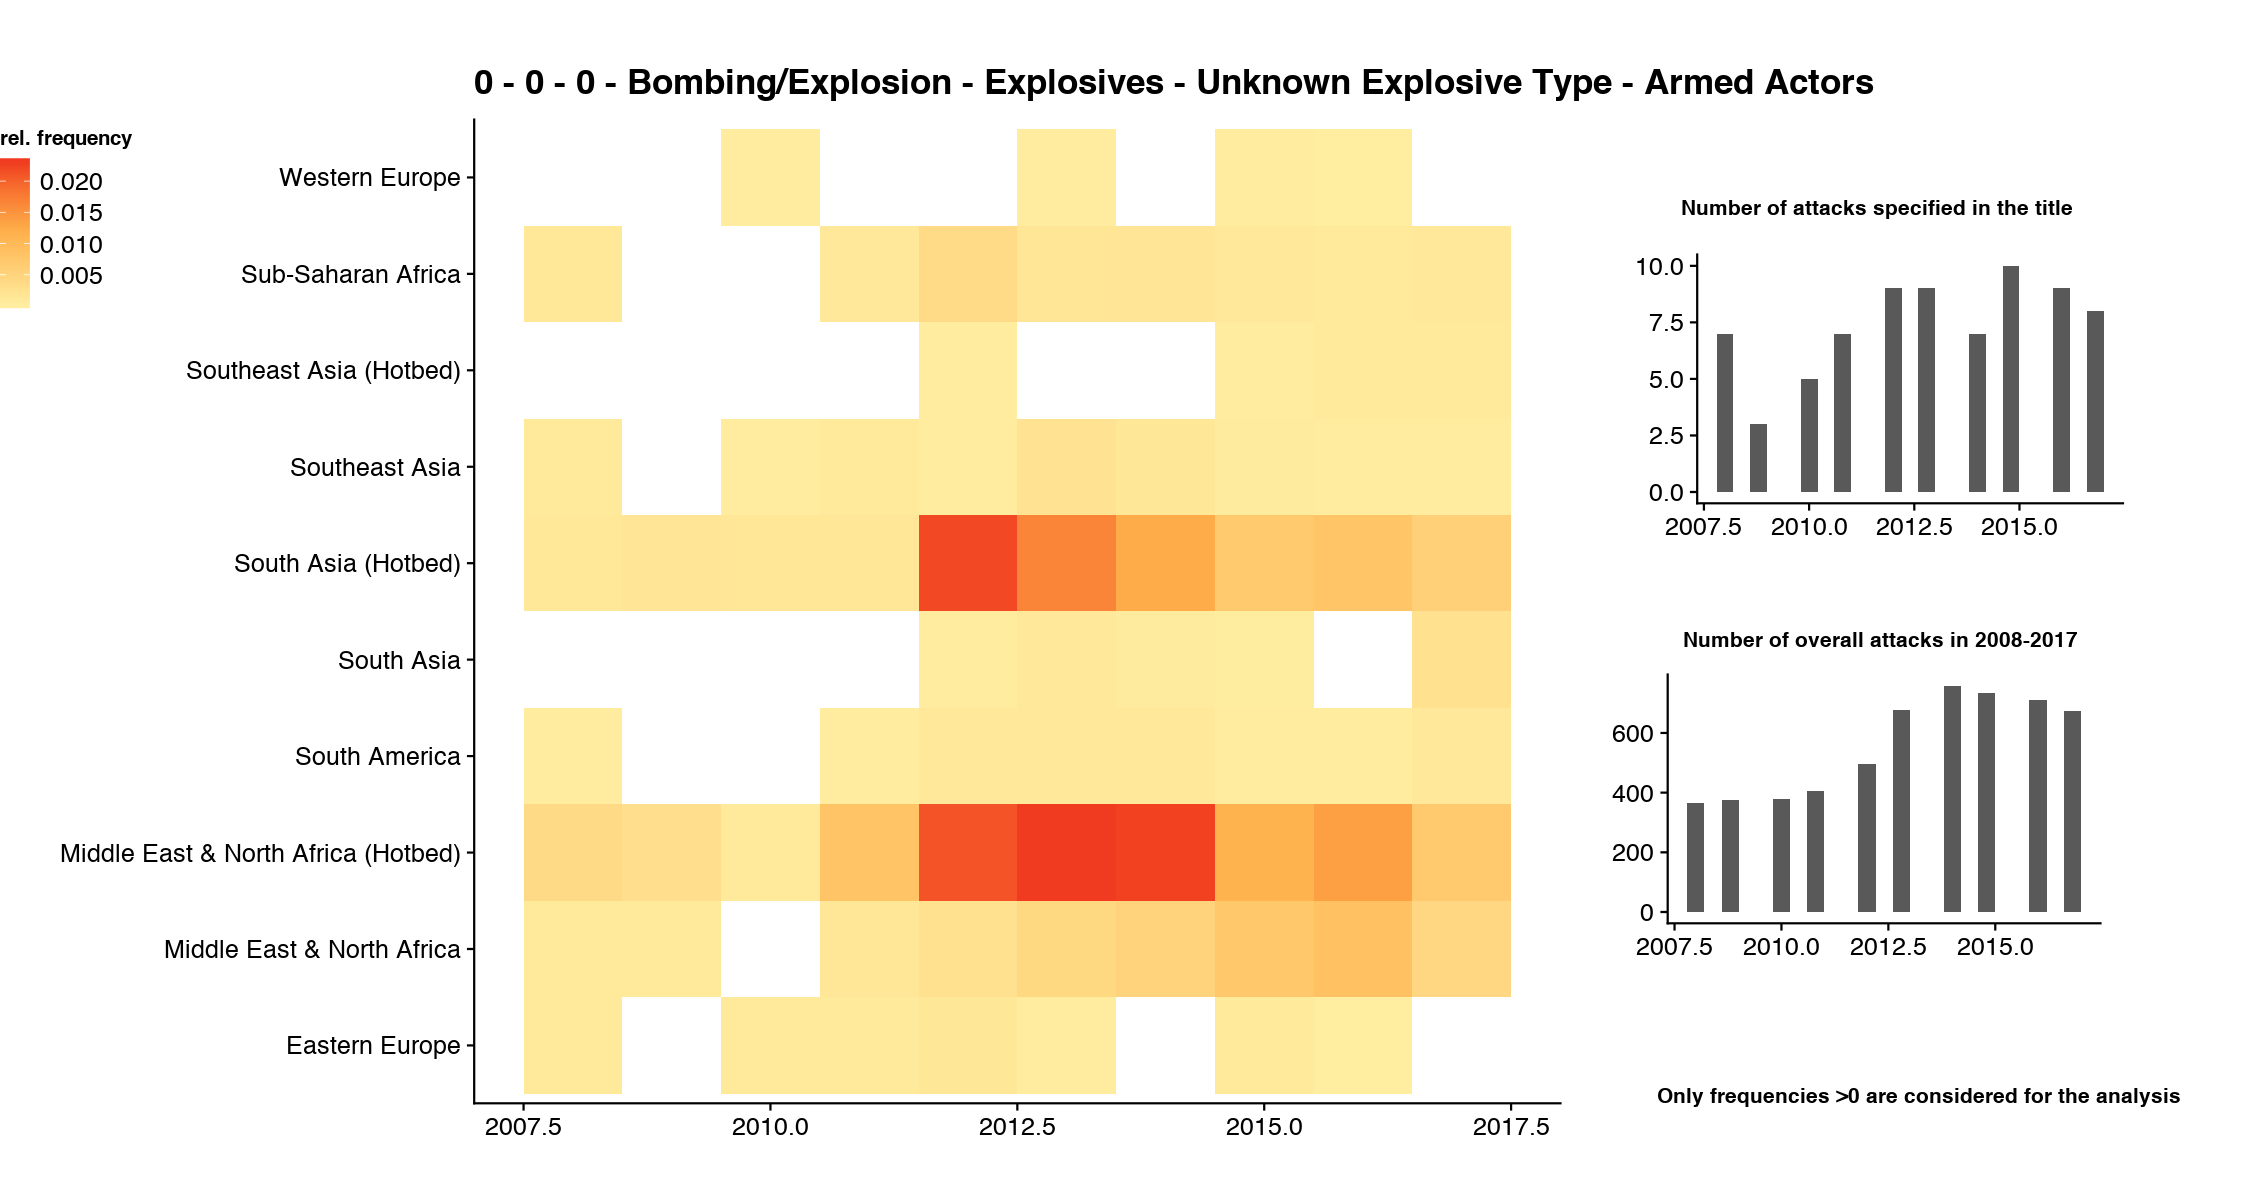 0 - 0 - 0 - Bombing/Explosion - Explosives - Unknown Explosive Type - Armed Actors
rel. frequency
0.020
0.015
0.010
0.005
Western Europe
Sub-Saharan Africa
Southeast Asia (Hotbed)
Southeast Asia
South Asia (Hotbed)
South Asia
South America
Middle East & North Africa (Hotbed)
Middle East & North Africa
Eastern Europe
2007.5 2010.0 2012.5 2015.0 2017.5
Number of attacks specified in the title
10.0
7.5
5.0
2.5
0.0
2007.5 2010.0 2012.5 2015.0
Number of overall attacks in 2008-2017
600
400
200
0
2007.5 2010.0 2012.5 2015.0
Only frequencies >0 are considered for the analysis